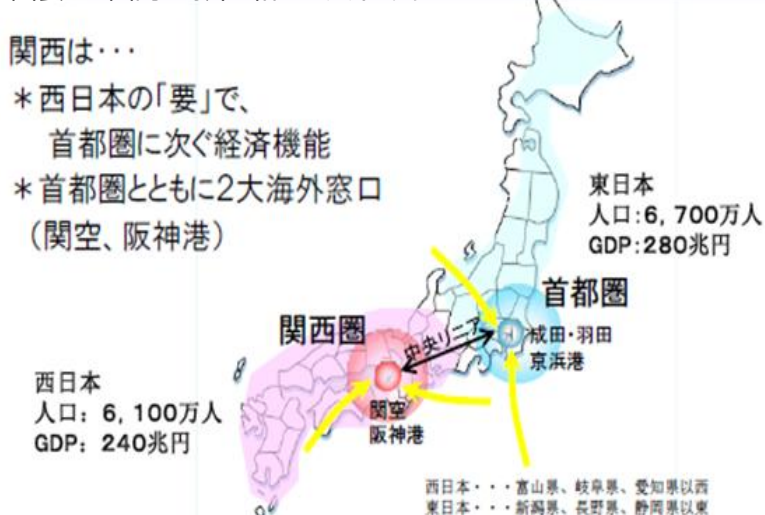 関西は・・・
＊西日本の「要」で、
首都圏に次ぐ経済機能
＊首都圏とともに2大海外窓口
（関空、阪神港）
東日本
人口：6,700万人
GDP：280兆円
首都圏
成田・羽田
京浜港
中央リニア
関西圏
関空
阪神港
西日本
人口：6,100万人
GDP：240兆円
西日本・・・富山県、岐阜県、愛知県以西
東日本・・・新潟県、長野県、静岡県以東